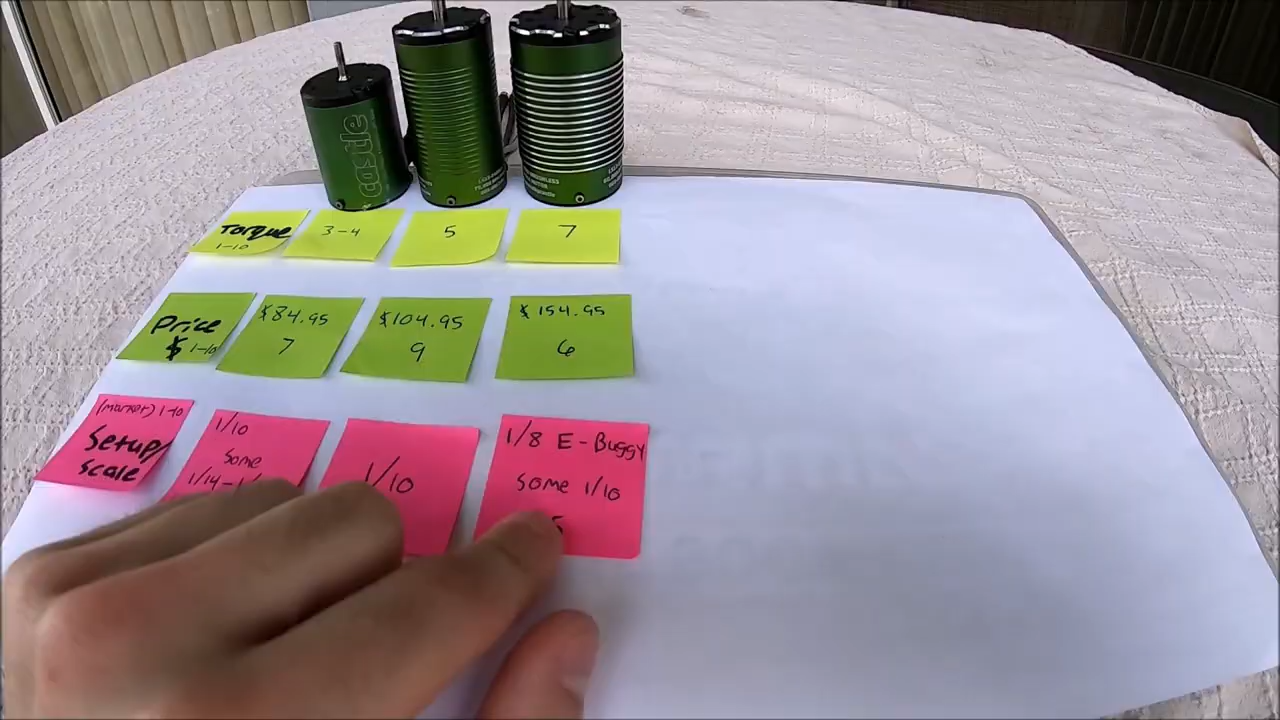 castle
Torque
1-10
3-4
5
7
Price
$ 1-10
$84.95
7
$104.95
9
$154.95
6
(market) 1-10
Setup/
scale
1/10
Some
1/10
1/8 E-Buggy
Some 1/10